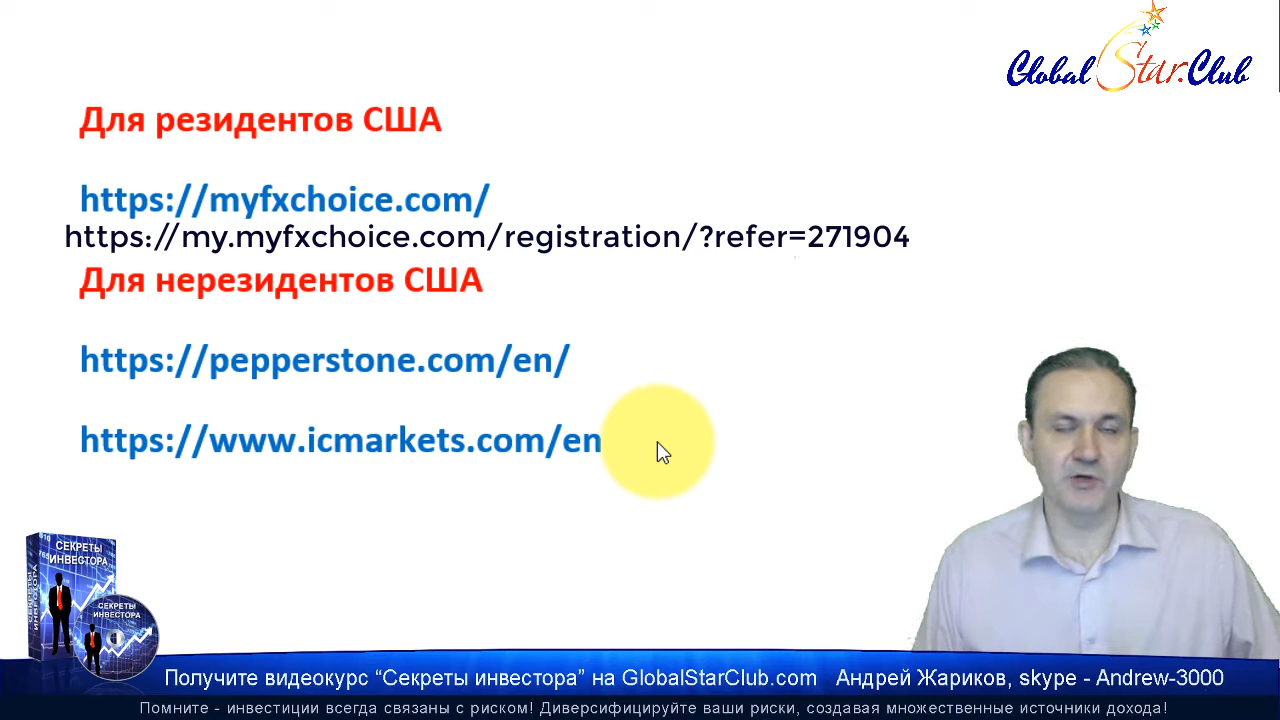 Global Star.Club
Для резидентов США
https://myfxchoice.com/
https://my.myfxchoice.com/registration/?refer=271904
Для нерезидентов США
https://pepperstone.com/en/
https://www.icmarkets.com/en
СЕКРЕТЫ
ИНВЕСТОРА
СЕКРЕТЫ
ИНВЕСТОРА
Получите видеокурс “Секреты инвестора” на GlobalStarClub.com Андрей Жариков, skype - Andrew-3000
Помните - инвестиции всегда связаны с риском! Диверсифицируйте ваши риски, создавая множественные источники дохода!